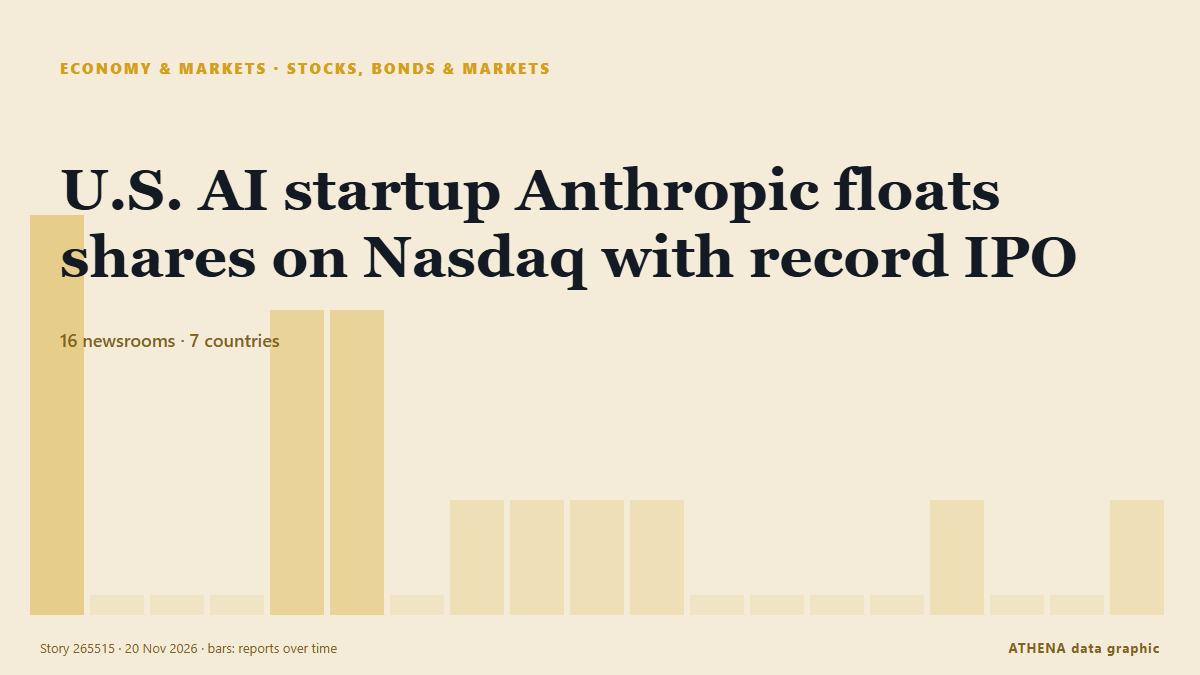 ECONOMY & MARKETS · STOCKS, BONDS & MARKETS
U.S. AI startup Anthropic floats
shares on Nasdaq with record IPO
16 newsrooms · 7 countries
Story 265515 · 20 Nov 2026 · bars: reports over time
ATHENA data graphic